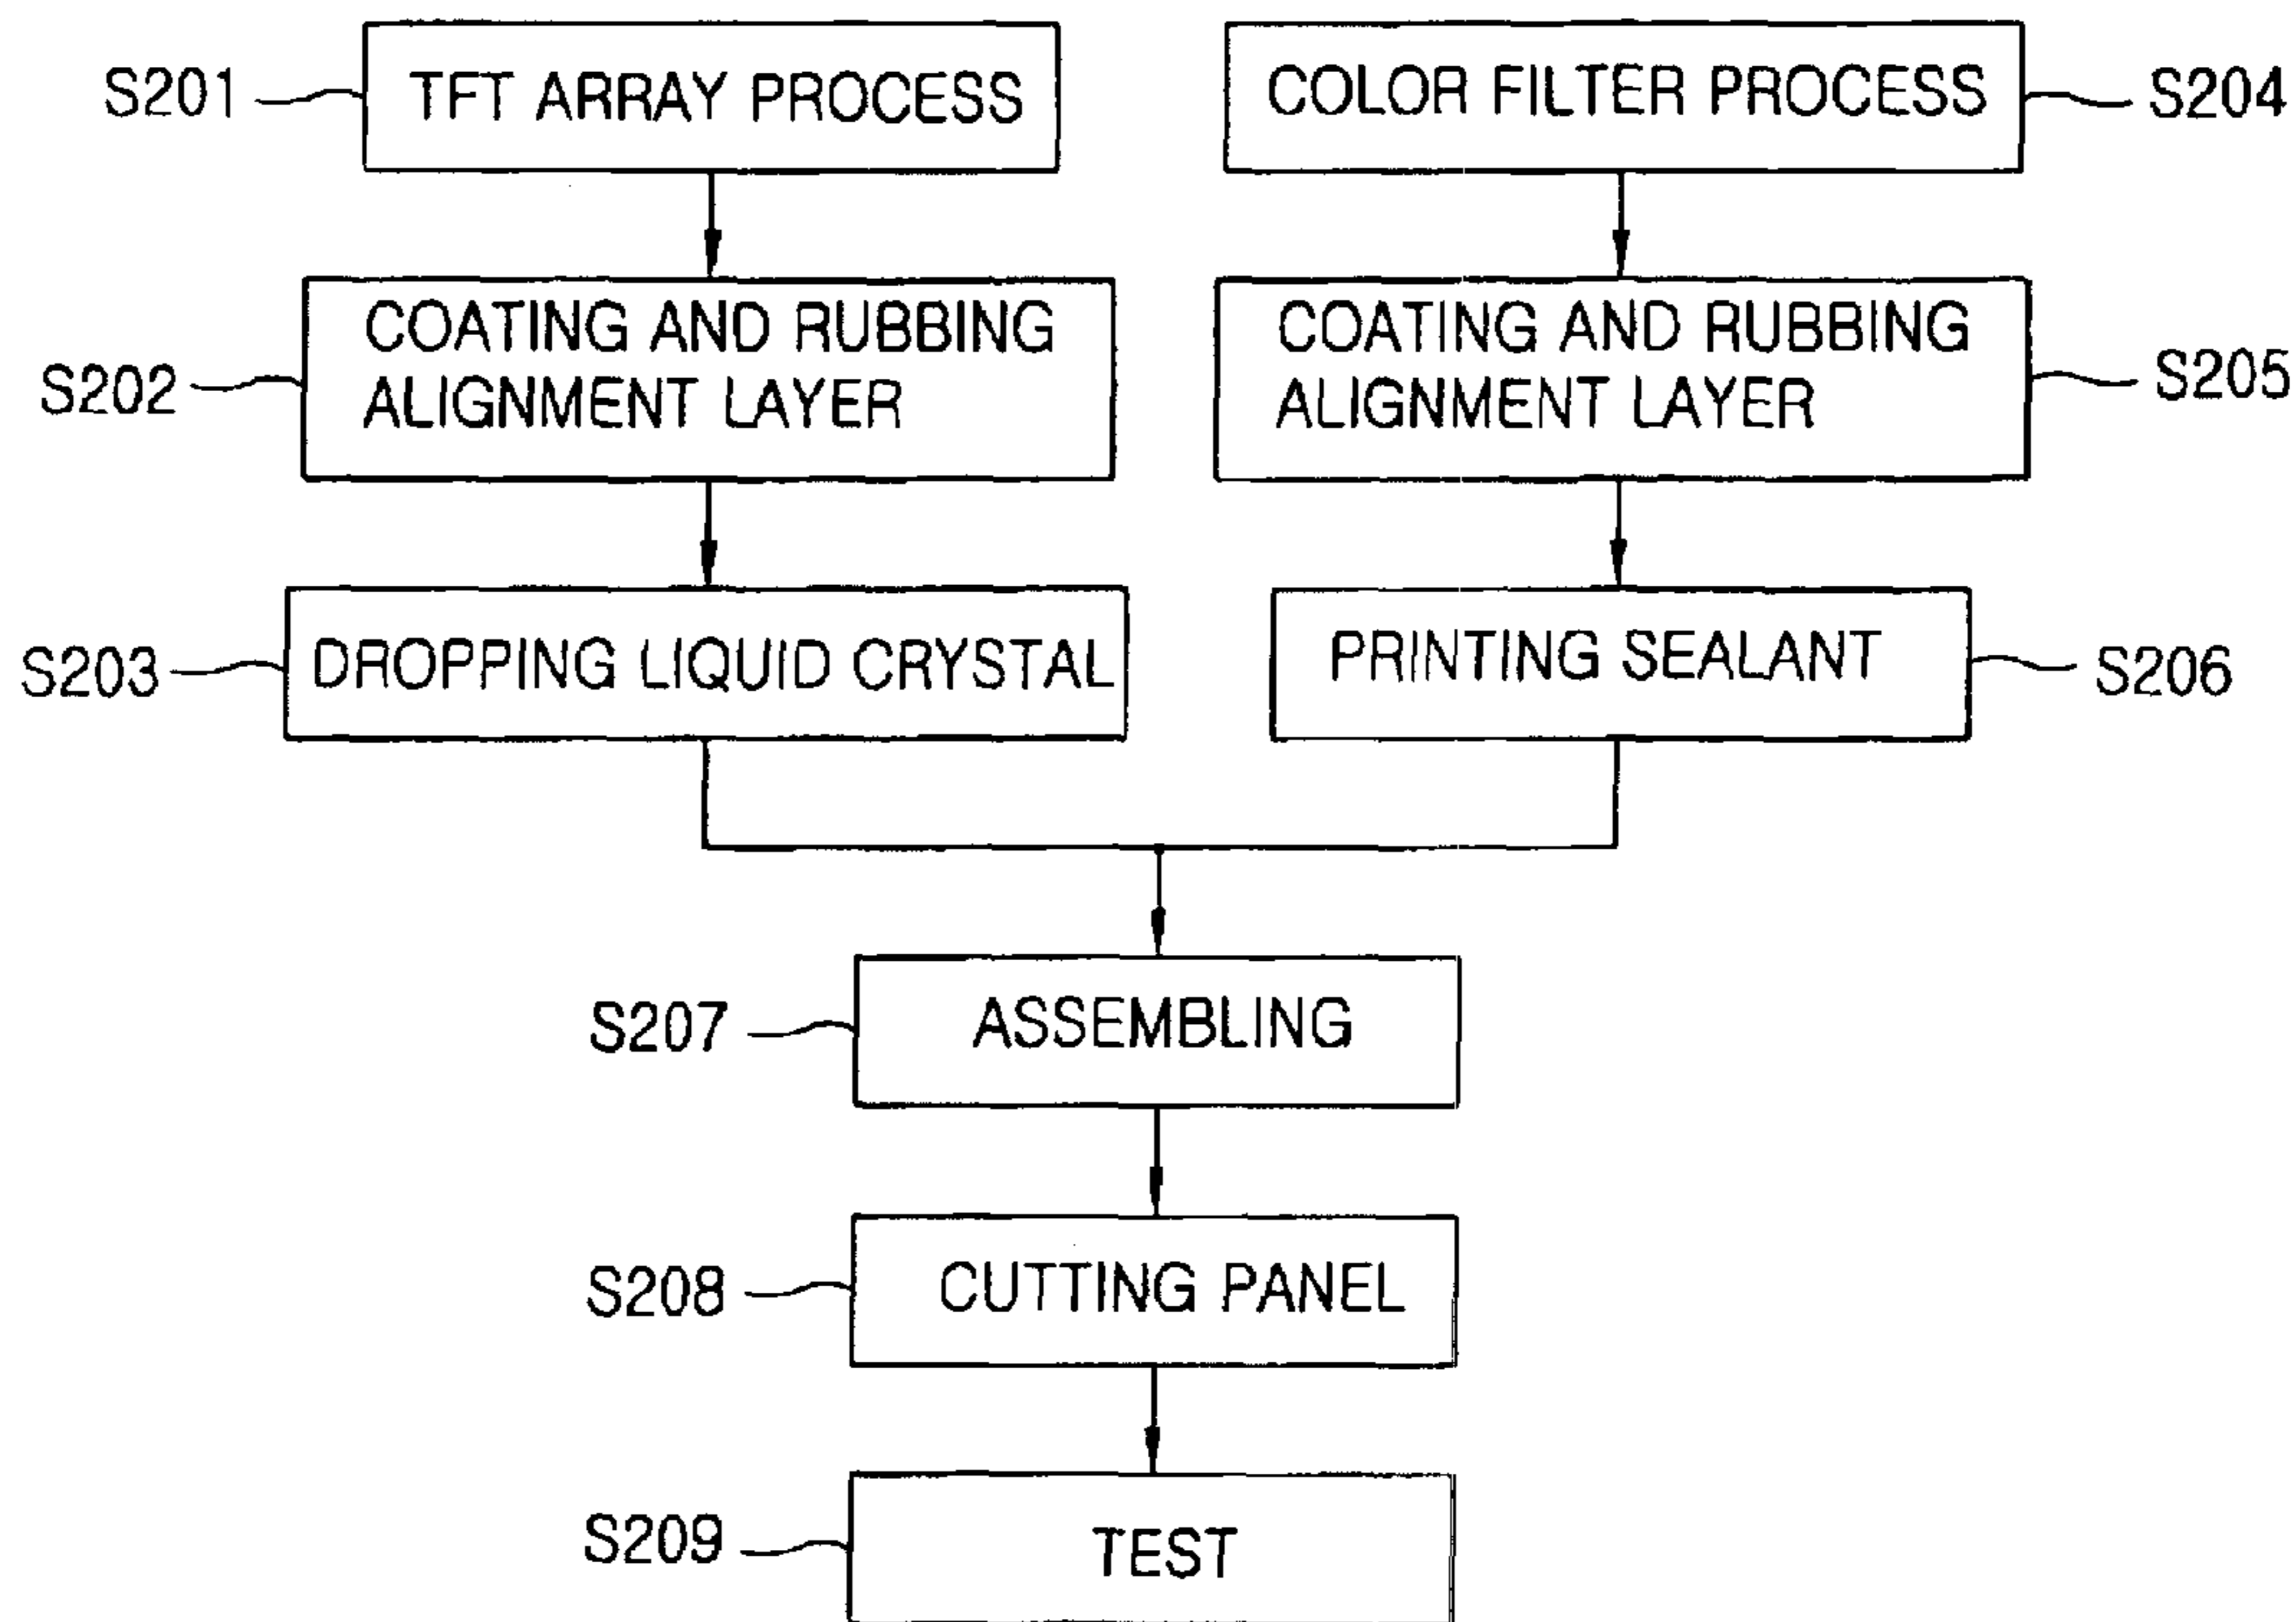 S201
TFT ARRAY PROCESS
COLOR FILTER PROCESS
S204
S202
COATING AND RUBBING
ALIGNMENT LAYER
COATING AND RUBBING
ALIGNMENT LAYER
S205
S203
DROPPING LIQUID CRYSTAL
PRINTING SEALANT
S206
S207
ASSEMBLING
S208
CUTTING PANEL
S209
TEST